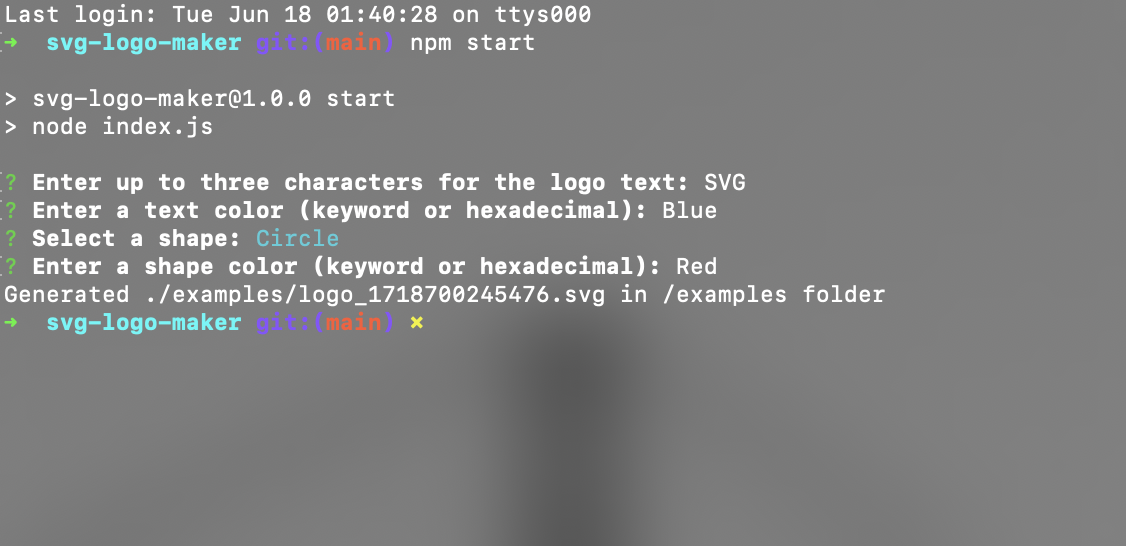 Last login: Tue Jun 18 01:40:28 on ttys000
➜ svg-logo-maker git:(main) npm start
> svg-logo-maker@1.0.0 start
> node index.js
? Enter up to three characters for the logo text: SVG
? Enter a text color (keyword or hexadecimal): Blue
? Select a shape: Circle
? Enter a shape color (keyword or hexadecimal): Red
Generated ./examples/logo_1718700245476.svg in /examples folder
➜ svg-logo-maker git:(main) ✗